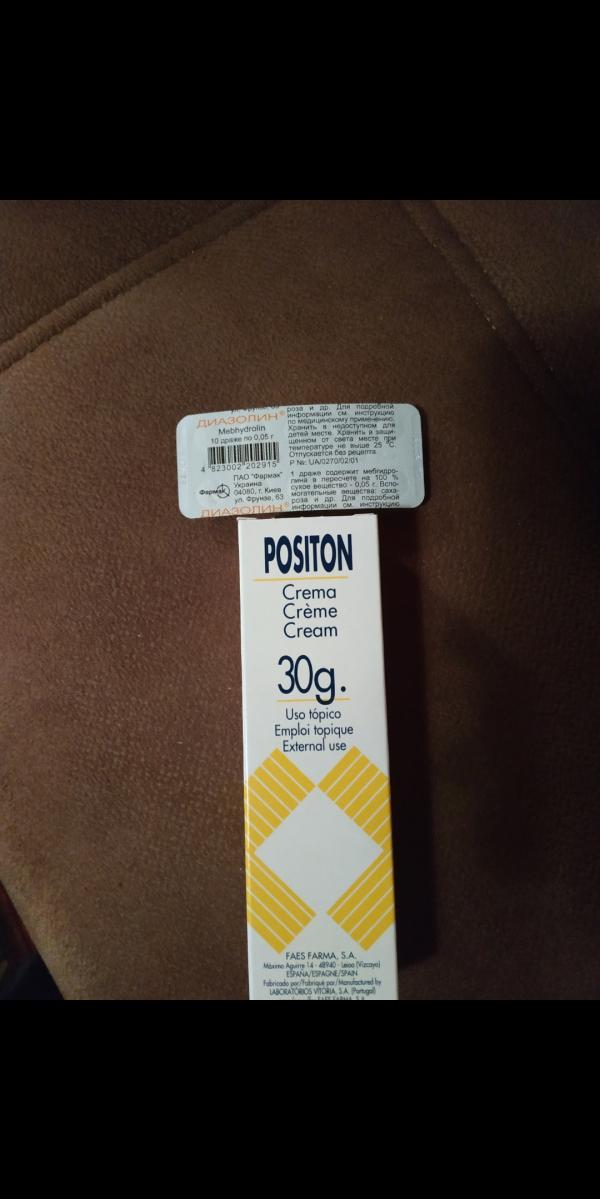 ДИАЗОЛИН®
Mebhydrolin
10 драже по 0,05 г
4 823002 202915
ПАО "Фармак"
Украина
04080, г. Киев,
ул. Фрунзе, 63
Фармак
ДИАЗОЛИН®
роза и др. Для подробной
информации см. инструкцию
по медицинскому применению.
Хранить в недоступном для
детей месте. Хранить в защи-
щенном от света месте при
температуре не выше 25 °С.
Отпускается без рецепта.
Р №: UA/0270/02/01
1 драже содержит мебгидро-
лина в пересчете на 100 %
сухое вещество - 0,05 г. Вспо-
могательные вещества: саха-
роза и др. Для подробной
информации см. инструкцию
POSITON
Crema
Crème
Cream
30g.
Uso tópico
Emploi topique
External use
FAES FARMA, S.A.
Máximo Aguirre 14 - 48940 - Leioa (Vizcaya)
ESPAÑA/ESPAGNE/SPAIN
Fabricado por/Fabriqué par/Manufactured by
LABORATÓRIOS VITÓRIA, S.A. (Portugal)
FAES FARMA, S.A.